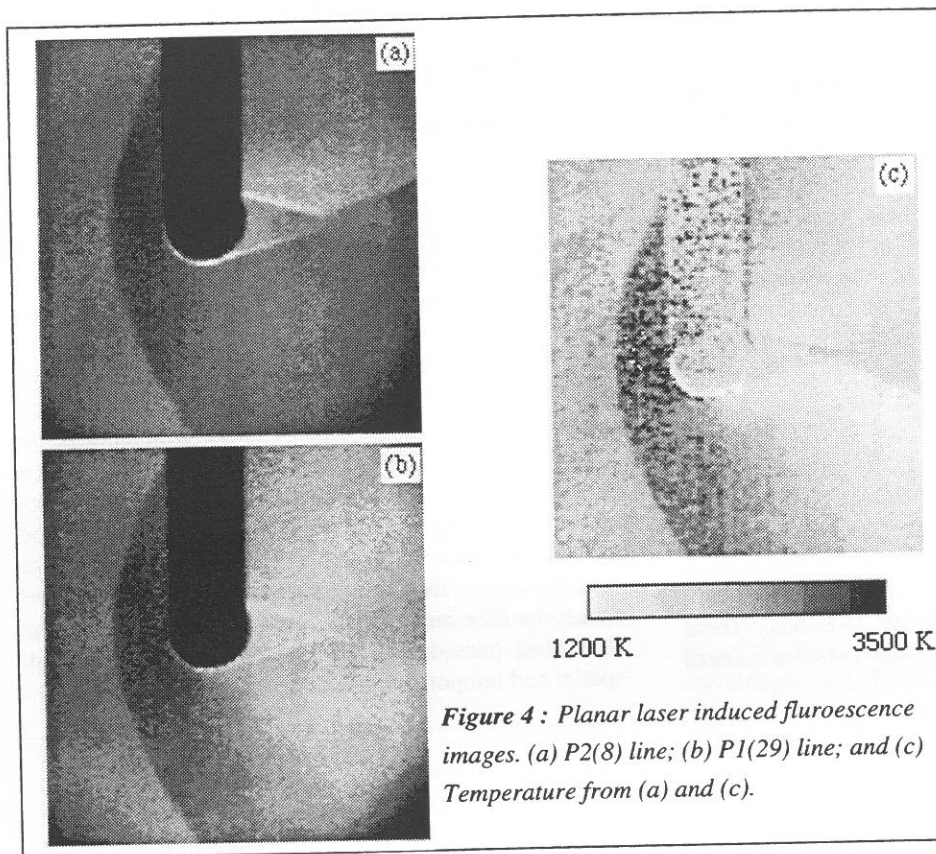 (a)
(b)
(c)
1200 K 3500 K
Figure 4 : Planar laser induced fluroescence
images. (a) P2(8) line; (b) P1(29) line; and (c)
Temperature from (a) and (c).